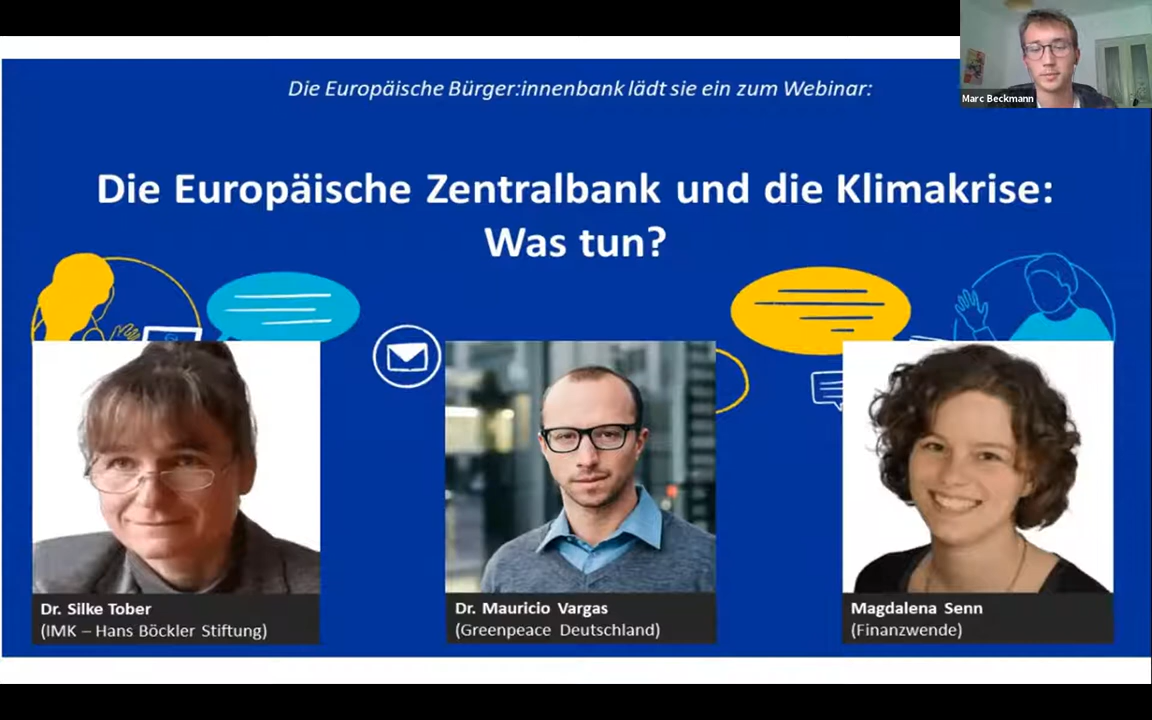 Die Europäische Bürger:innenbank lädt sie ein zum Webinar:
Marc Beckmann
Die Europäische Zentralbank und die Klimakrise:
Was tun?
Dr. Silke Tober
(IMK – Hans Böckler Stiftung)
Dr. Mauricio Vargas
(Greenpeace Deutschland)
Magdalena Senn
(Finanzwende)